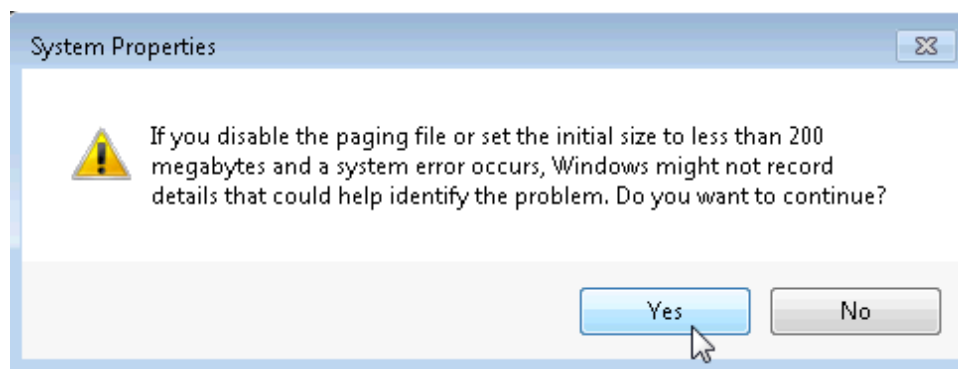 System Properties
If you disable the paging file or set the initial size to less than 200
megabytes and a system error occurs, Windows might not record
details that could help identify the problem. Do you want to continue?
Yes
No